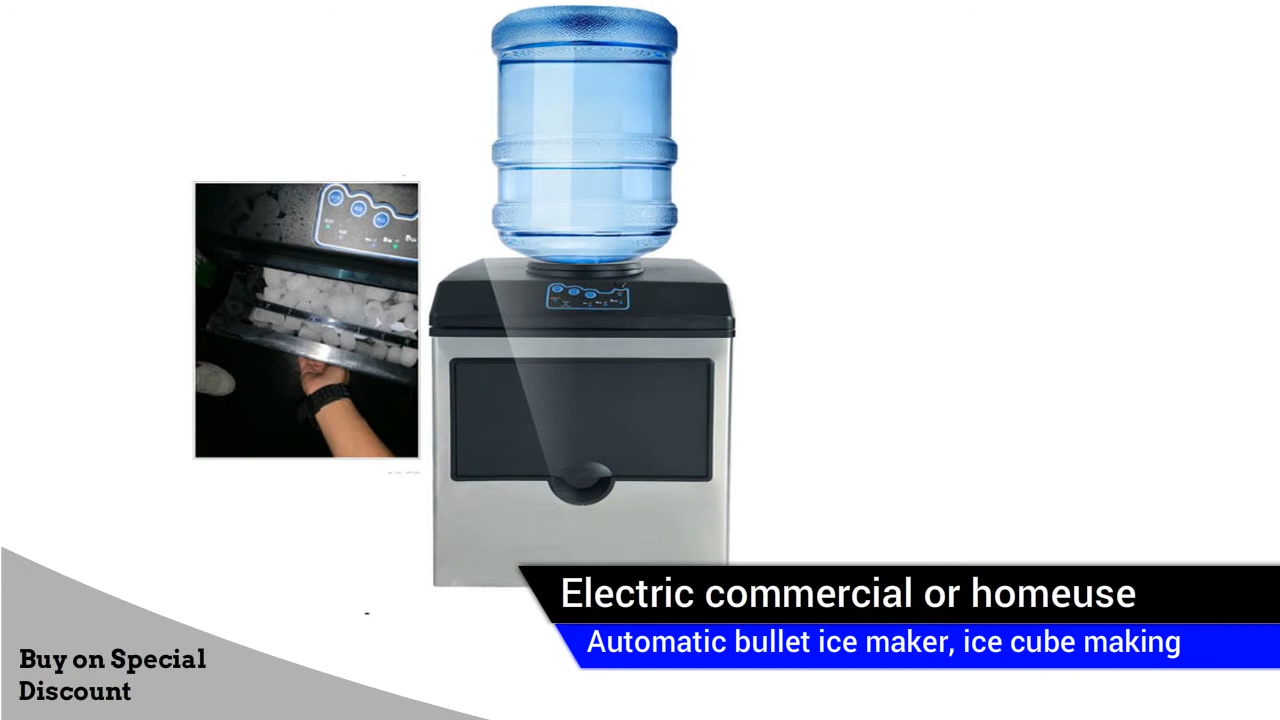 Electric commercial or homeuse
Automatic bullet ice maker, ice cube making
Buy on Special
Discount